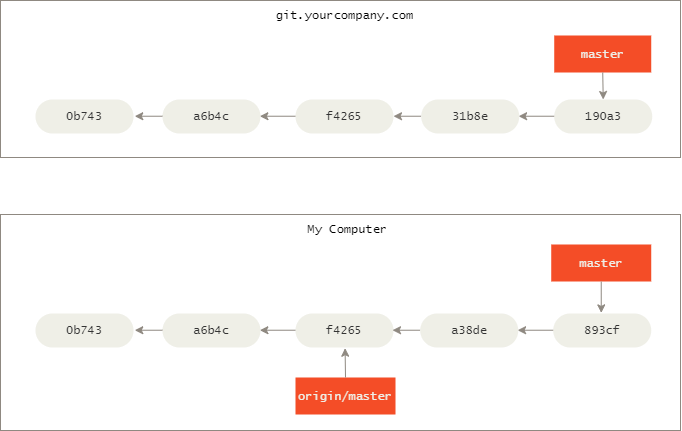 git.yourcompany.com
master
0b743 a6b4c f4265 31b8e 190a3
My Computer
master
0b743 a6b4c f4265 a38de 893cf
origin/master